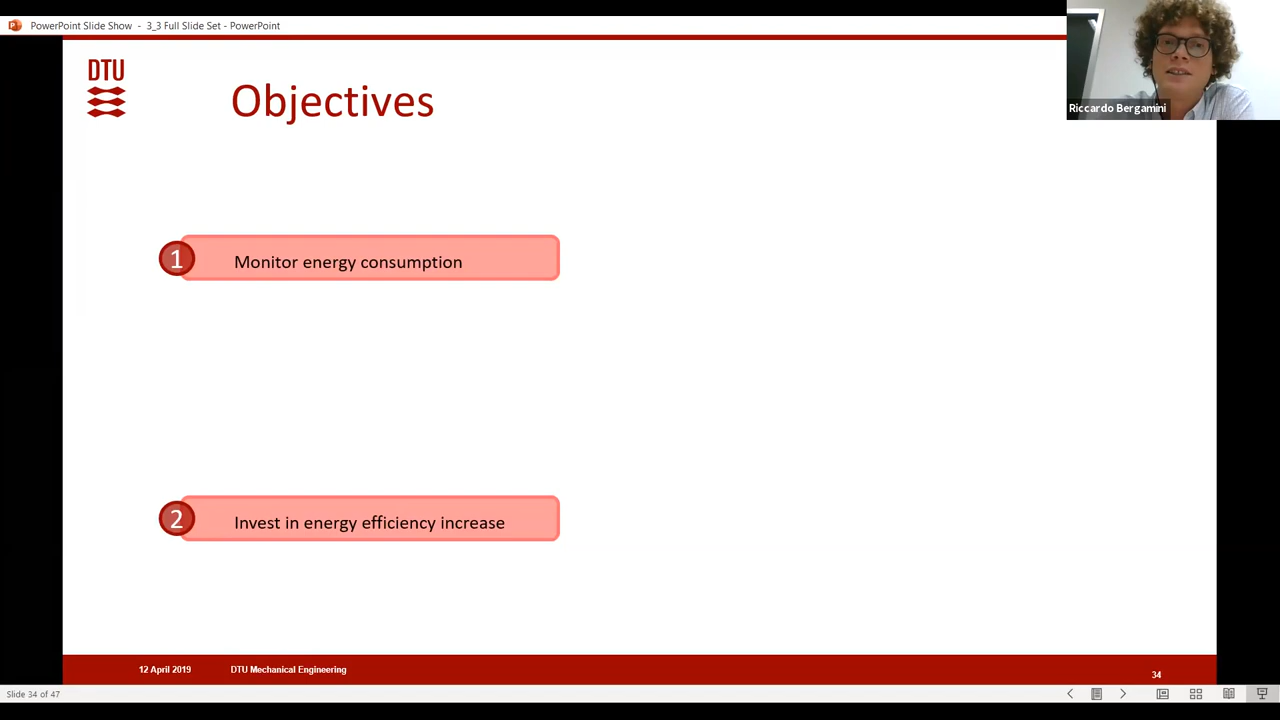 PowerPoint Slide Show - 3_3 Full Slide Set - PowerPoint
DTU
Objectives
Riccardo Bergamini
1 Monitor energy consumption
2 Invest in energy efficiency increase
12 April 2019 DTU Mechanical Engineering 34
Slide 34 of 47